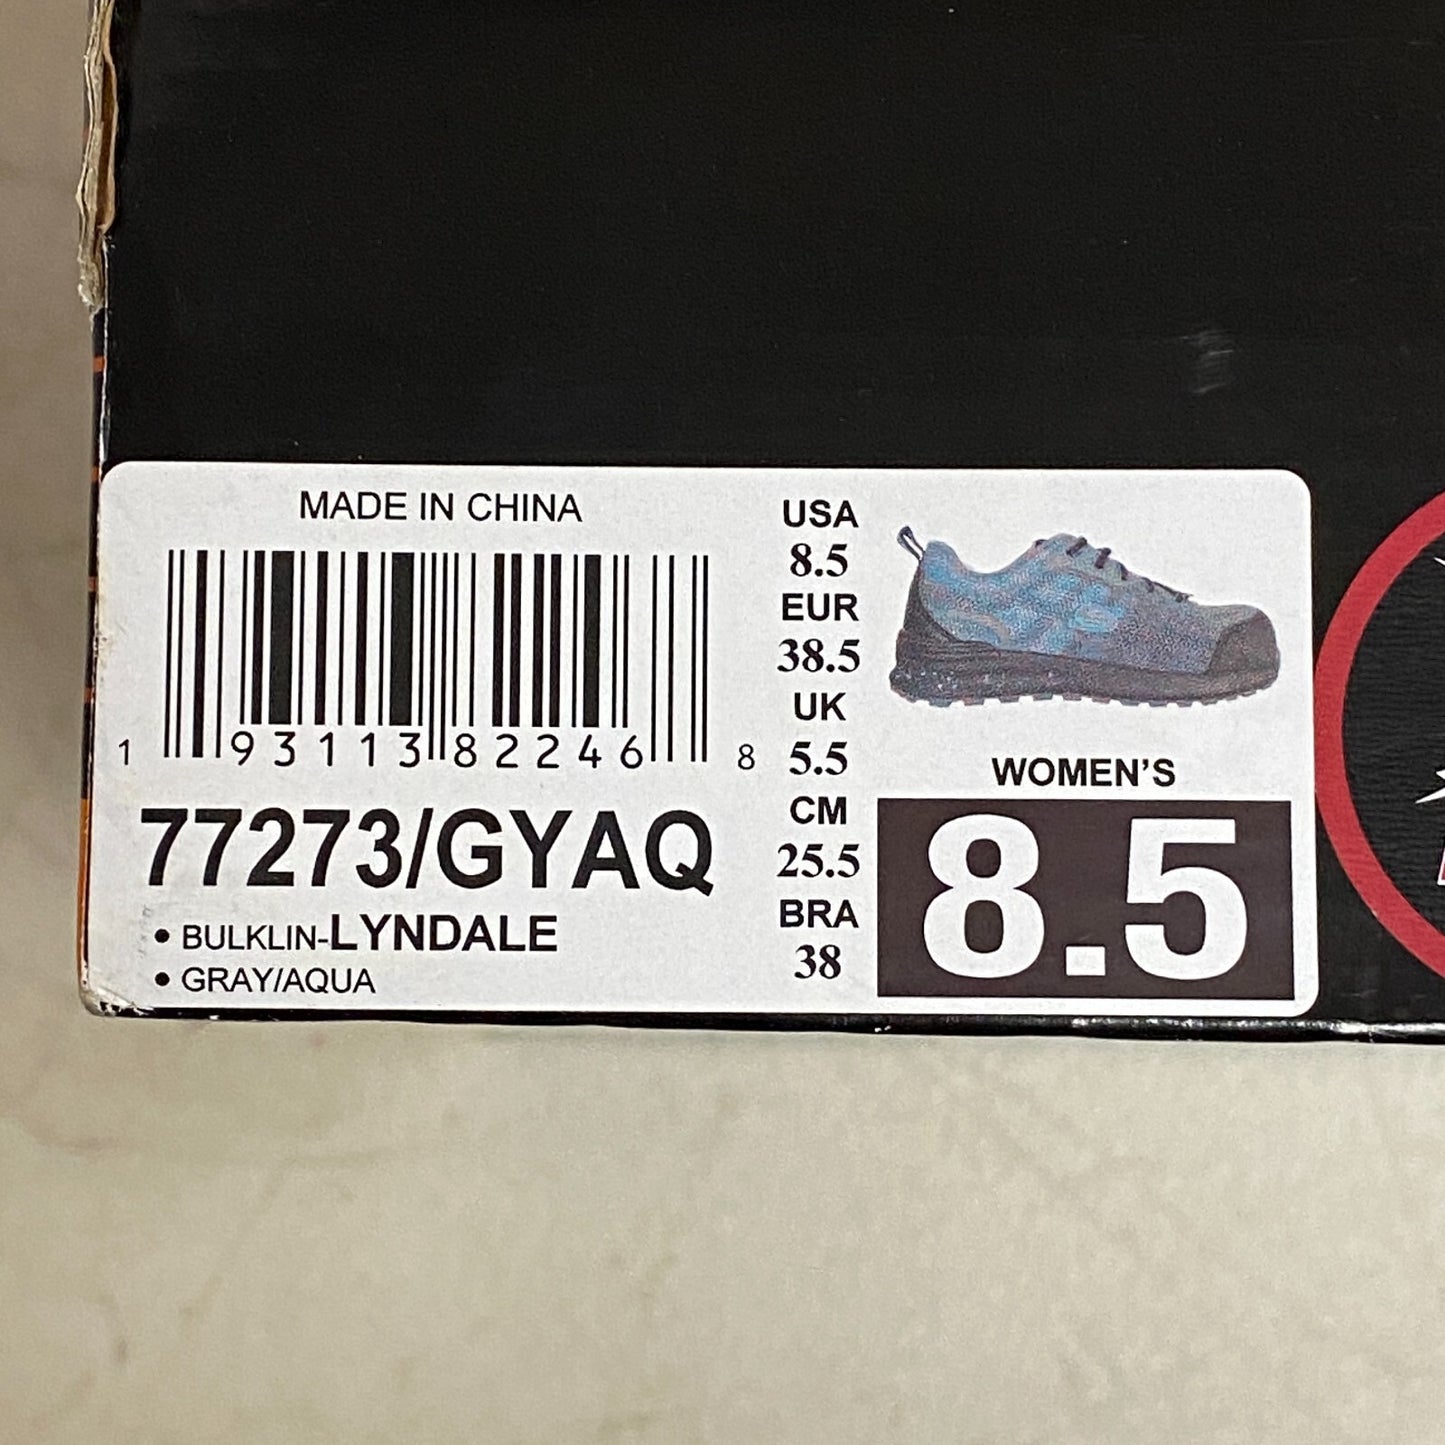 MADE IN CHINA
1 93113 82246 8
77273/GYAQ
• BULKLIN-LYNDALE
• GRAY/AQUA
USA
8.5
EUR
38.5
UK
5.5
CM
25.5
BRA
38
WOMEN'S
8.5